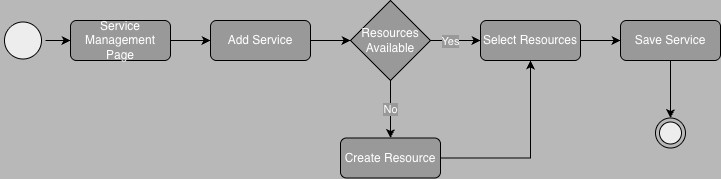 Service
Management
Page
Add Service
Resources
Available
Yes
Select Resources
Save Service
No
Create Resource